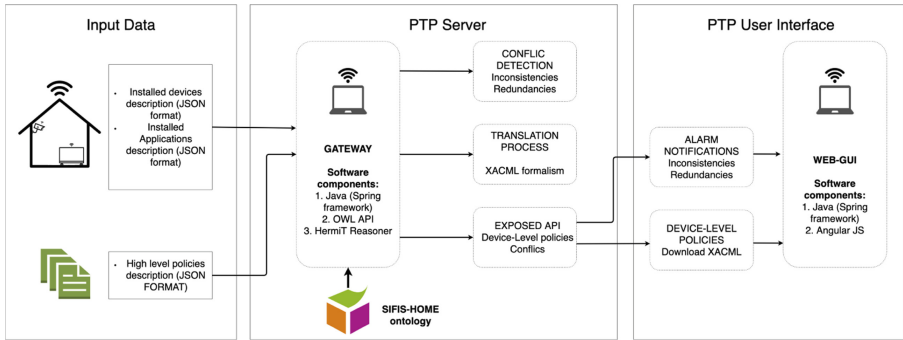 Input Data
• Installed devices
description (JSON
format)
• Installed
Applications
description (JSON
format)
• High level policies
description (JSON
FORMAT)
PTP Server
GATEWAY
Software
components:
1. Java (Spring
framework)
2. OWL API
3. HermiT Reasoner
SIFIS-HOME
ontology
CONFLIC
DETECTION
Inconsistencies
Redundancies
TRANSLATION
PROCESS
XACML formalism
EXPOSED API
Device-Level policies
Conflics
PTP User Interface
ALARM
NOTIFICATIONS
Inconsistencies
Redundancies
DEVICE-LEVEL
POLICIES
Download XACML
WEB-GUI
Software
components:
1. Java (Spring
framework)
2. Angular JS